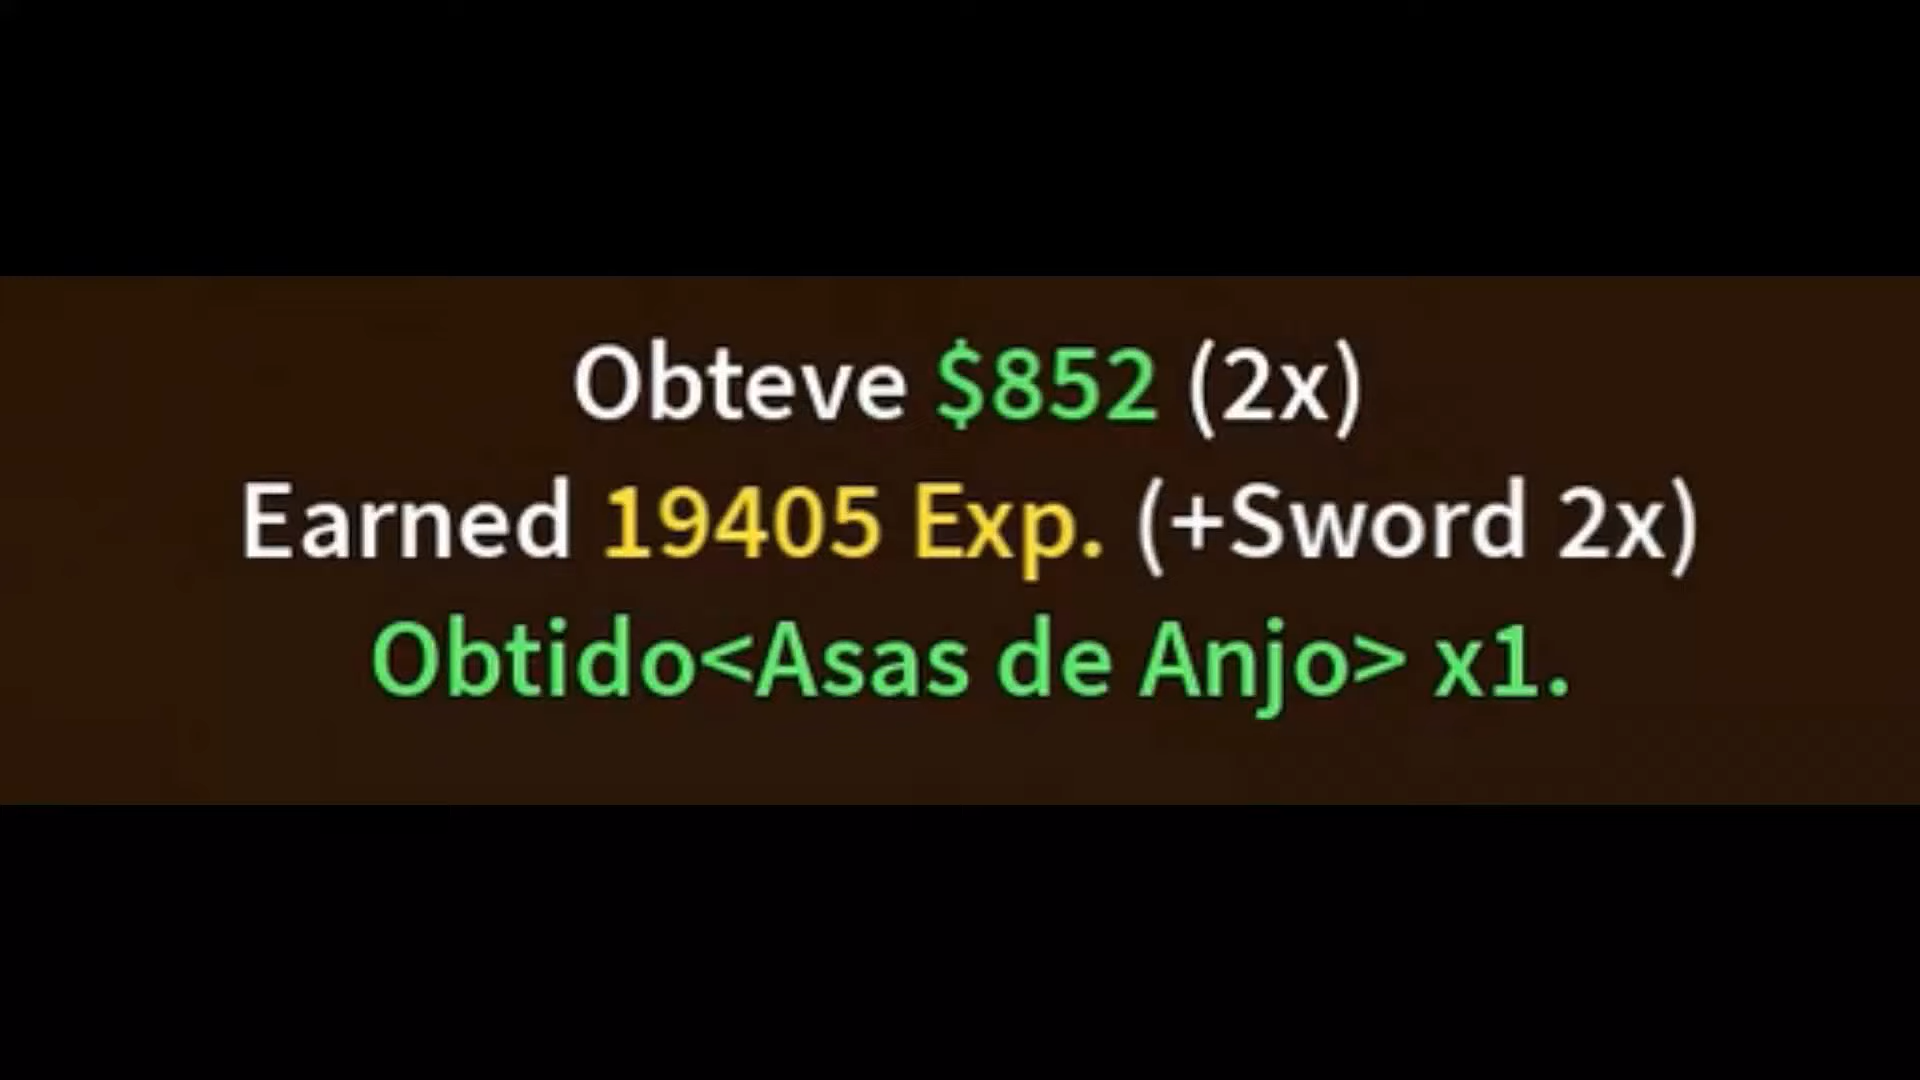 Obteve $852 (2x)
Earned 19405 Exp. (+Sword 2x)
Obtido<Asas de Anjo> x1.